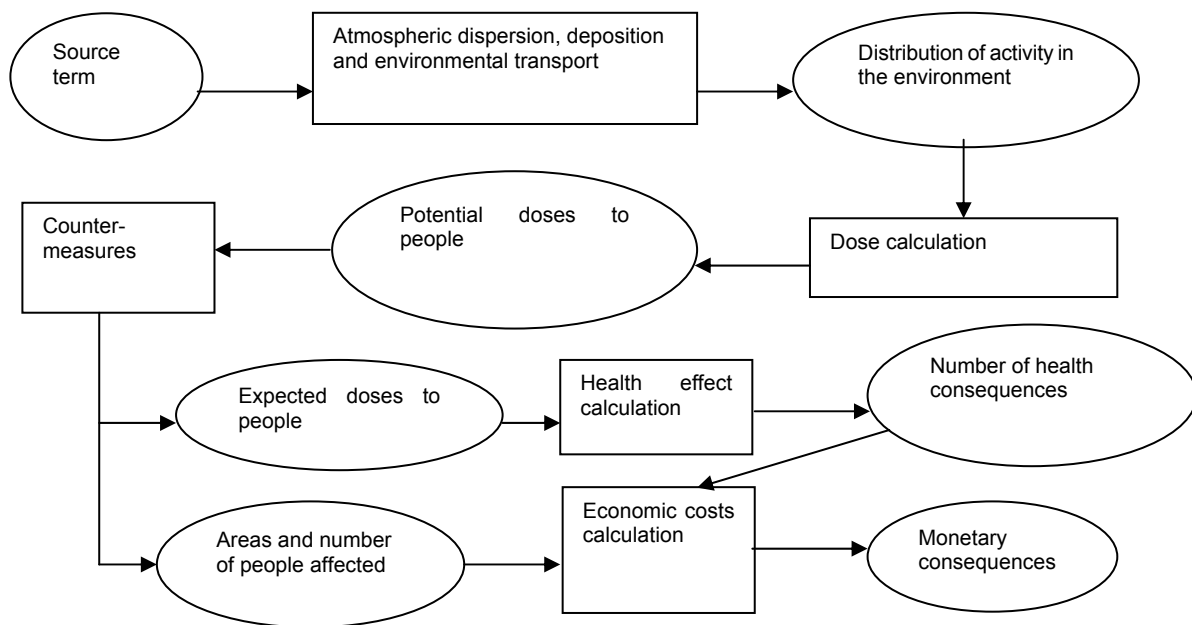 Source
term
Atmospheric dispersion, deposition
and environmental transport
Distribution of activity in
the environment
Counter-
measures
Potential doses to
people
Dose calculation
Expected doses to
people
Health effect
calculation
Number of health
consequences
Areas and number
of people affected
Economic costs
calculation
Monetary
consequences